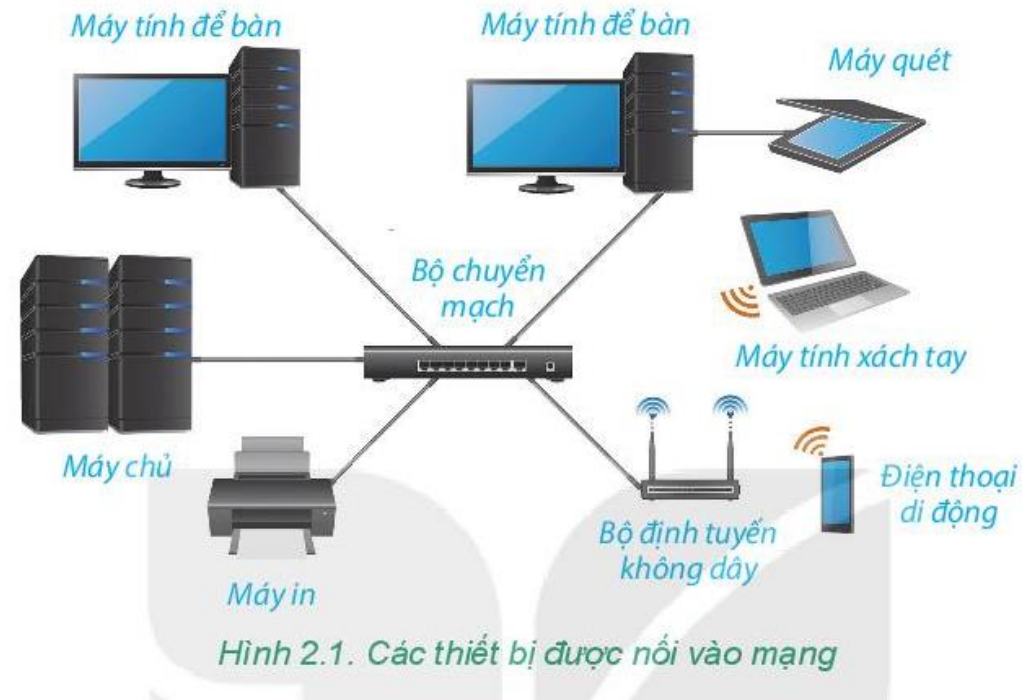 Máy tính để bàn
Máy tính để bàn
Máy quét
Bộ chuyển
mạch
Máy tính xách tay
Máy chủ
Điện thoại
di động
Bộ định tuyến
không dây
Máy in
Hình 2.1. Các thiết bị được nối vào mạng